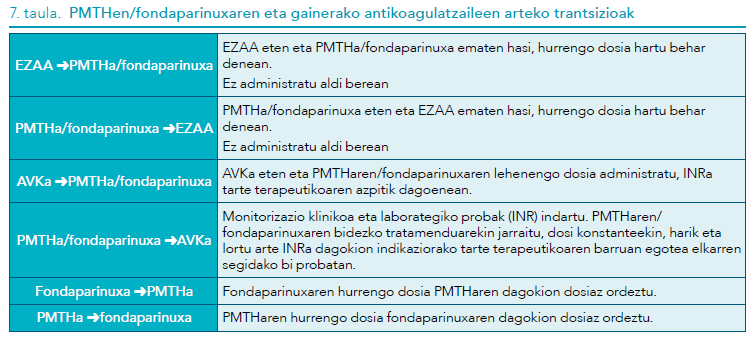 7. taula. PMTHen/fondaparinuxaren eta gainerako antikoagulatzaileen arteko trantsizioak
EZAA ➔PMTHa/fondaparinuxa
EZAA eten eta PMTHa/fondaparinuxa ematen hasi, hurrengo dosia hartu behar
denean.
Ez administratu aldi berean
PMTHa/fondaparinuxa ➔EZAA
PMTHa/fondaparinuxa eten eta EZAA ematen hasi, hurrengo dosia hartu behar
denean.
Ez administratu aldi berean
AVKa ➔PMTHa/fondaparinuxa
AVKa eten eta PMTHaren/fondaparinuxaren lehenengo dosia administratu, INRa
tarte terapeutikoaren azpitik dagoenean.
PMTHa/fondaparinuxa ➔AVKa
Monitorizazio klinikoa eta laborategiko probak (INR) indartu. PMTHaren/
fondaparinuxaren bidezko tratamenduarekin jarraitu, dosi konstanteekin, harik eta
lortu arte INRa dagokion indikaziorako tarte terapeutikoaren barruan egotea elkarren
segidako bi probatan.
Fondaparinuxa ➔PMTHa
Fondaparinuxaren hurrengo dosia PMTHaren dagokion dosiaz ordeztu.
PMTHa ➔fondaparinuxa
PMTHaren hurrengo dosia fondaparinuxaren dagokion dosiaz ordeztu.